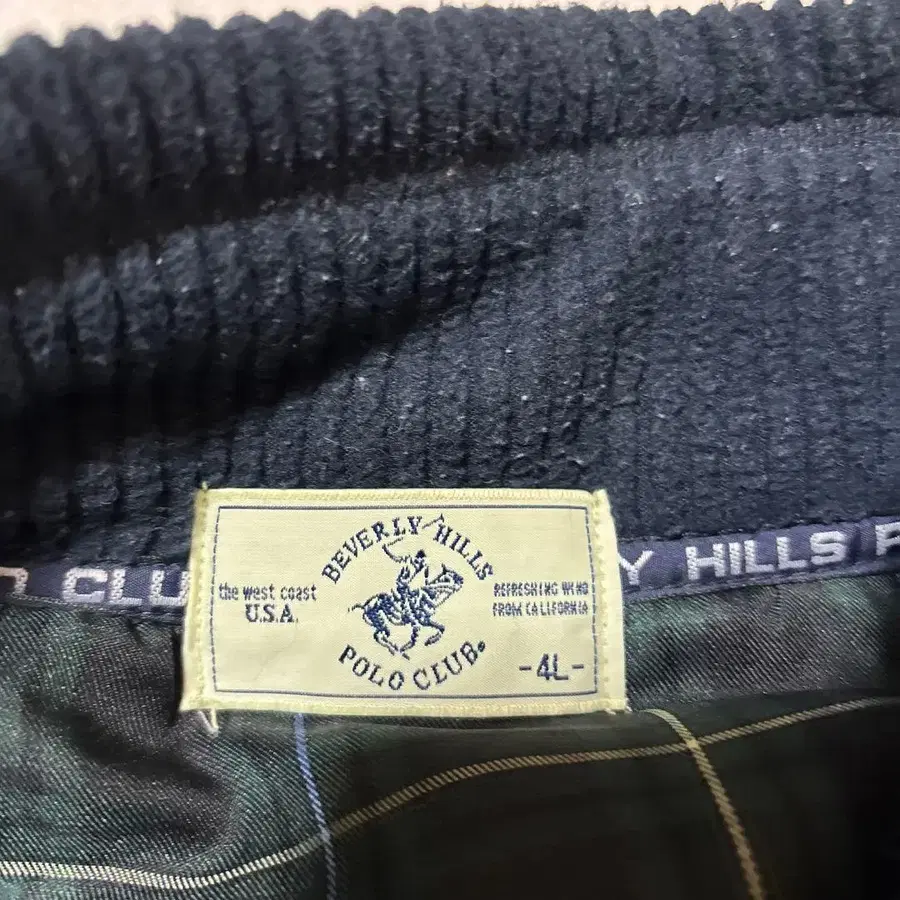 BEVERLY HILLS
POLO CLUB®
the west coast
U.S.A.
REFRESHING WIND
FROM CALIFORNIA
-4L-
CLU
Y HILLS P